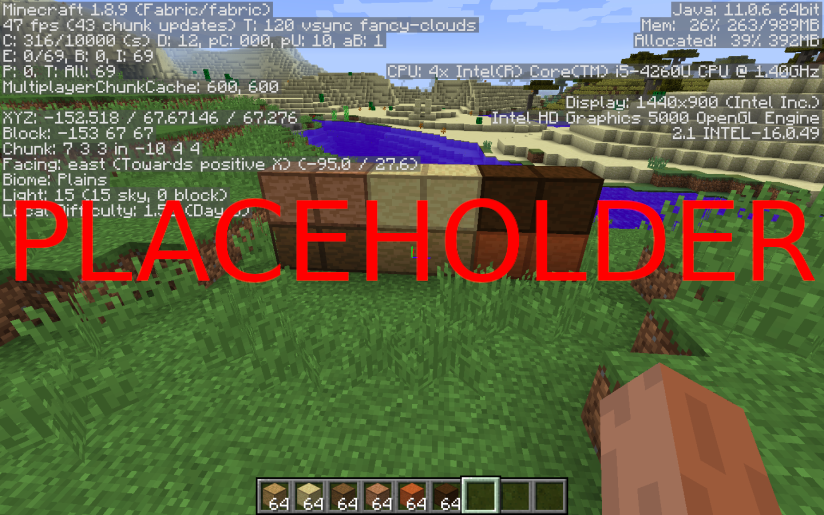 Minecraft 1.8.9 (Fabric/fabric)
47 fps (43 chunk updates) T: 120 vsync fancy-clouds
C: 316/10000 (s) D: 12, pC: 000, pU: 10, aB: 1
E: 0/69, B: 0, I: 69
P: 0, T: All: 69
MultiplayerChunkCache: 600, 600
XYZ: -152.518 / 67.67146 / 67.276
Block: -153 67 67
Chunk: 7 3 3 in -10 4 4
Facing: east (Towards positive X) (-95.0 / 27.6)
Biome: Plains
Light: 15 (15 sky, 0 block)
Local Difficulty: (Day
Java: 11.0.6 64bit
Mem: 26% 263/989MB
Allocated: 39% 392MB
CPU: 4x Intel(R) Core(TM) i5-4260U CPU @ 1.40GHz
Display: 1440x900 (Intel Inc.)
Intel HD Graphics 5000 OpenGL Engine
2.1 INTEL-16.0.49
PLACEHOLDER
64 64 64 64 64 64